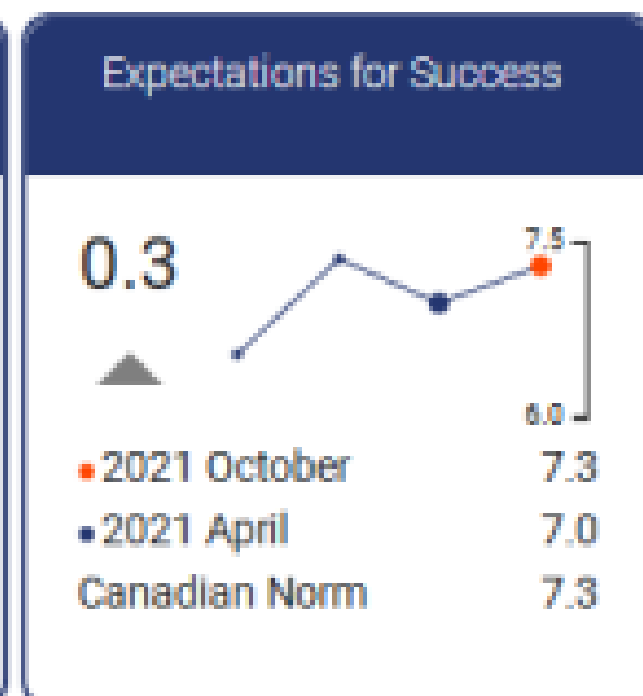 Expectations for Success
0.3
7.5
6.0
2021 October 7.3
2021 April 7.0
Canadian Norm 7.3